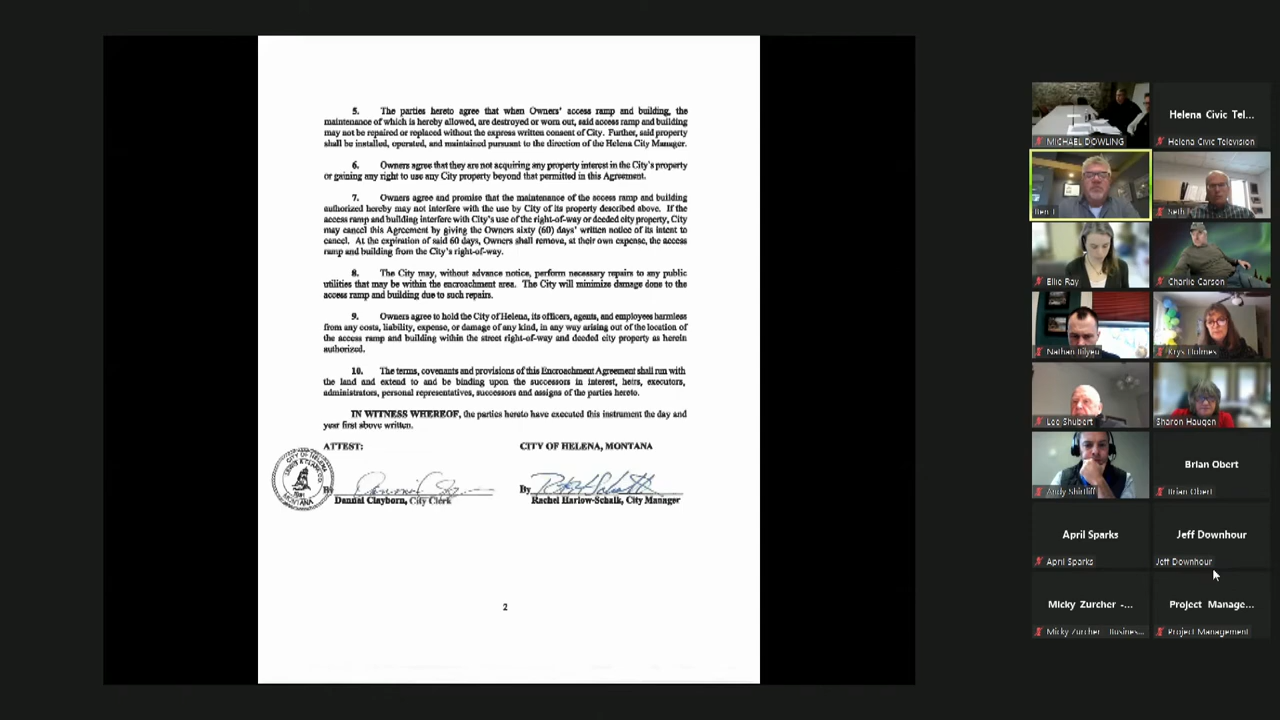 5. The parties hereto agree that when Owners' access ramp and building, the
maintenance of which is hereby allowed, are destroyed or worn out, said access ramp and building
may not be repaired or replaced without the express written consent of City. Further, said property
shall be installed, operated, and maintained pursuant to the direction of the Helena City Manager.
6. Owners agree that they are not acquiring any property interest in the City's property
or gaining any right to use any City property beyond that permitted in this Agreement.
7. Owners agree and promise that the maintenance of the access ramp and building
authorized hereby may not interfere with the use by City of its property described above. If the
access ramp and building interfere with City's use of the right-of-way or deeded city property, City
may cancel this Agreement by giving the Owners sixty (60) days' written notice of its intent to
cancel. At the expiration of said 60 days, Owners shall remove, at their own expense, the access
ramp and building from the City's right-of-way.
8. The City may, without advance notice, perform necessary repairs to any public
utilities that may be within the encroachment area. The City will minimize damage done to the
access ramp and building due to such repairs.
9. Owners agree to hold the City of Helena, its officers, agents, and employees harmless
from any costs, liability, expense, or damage of any kind, in any way arising out of the location of
the access ramp and building within the street right-of-way and deeded city property as herein
authorized.
10. The terms, covenants and provisions of this Encroachment Agreement shall run with
the land and extend to and be binding upon the successors in interest, heirs, executors,
administrators, personal representatives, successors and assigns of the parties hereto.
IN WITNESS WHEREOF, the parties hereto have executed this instrument the day and
year first above written.
ATTEST: CITY OF HELENA, MONTANA
CITY OF HELENA
MONTANA
By By
Dannai Clayborn, City Clerk Rachel Harlow-Schalk, City Manager
2
MICHAEL DOWLING
Helena Civic Tel...
Helena Civic Television
Ben
Seth
Ellie Ray
Charlie Carson
Nathan Bilyeu
Krys Holmes
Lee Shubert
Sharon Haugen
Andy Shirtliff
Brian Obert
Brian Obert
April Sparks
April Sparks
Jeff Downhour
Jeff Downhour
Micky Zurcher -...
Micky Zurcher - Busines...
Project Manage...
Project Management